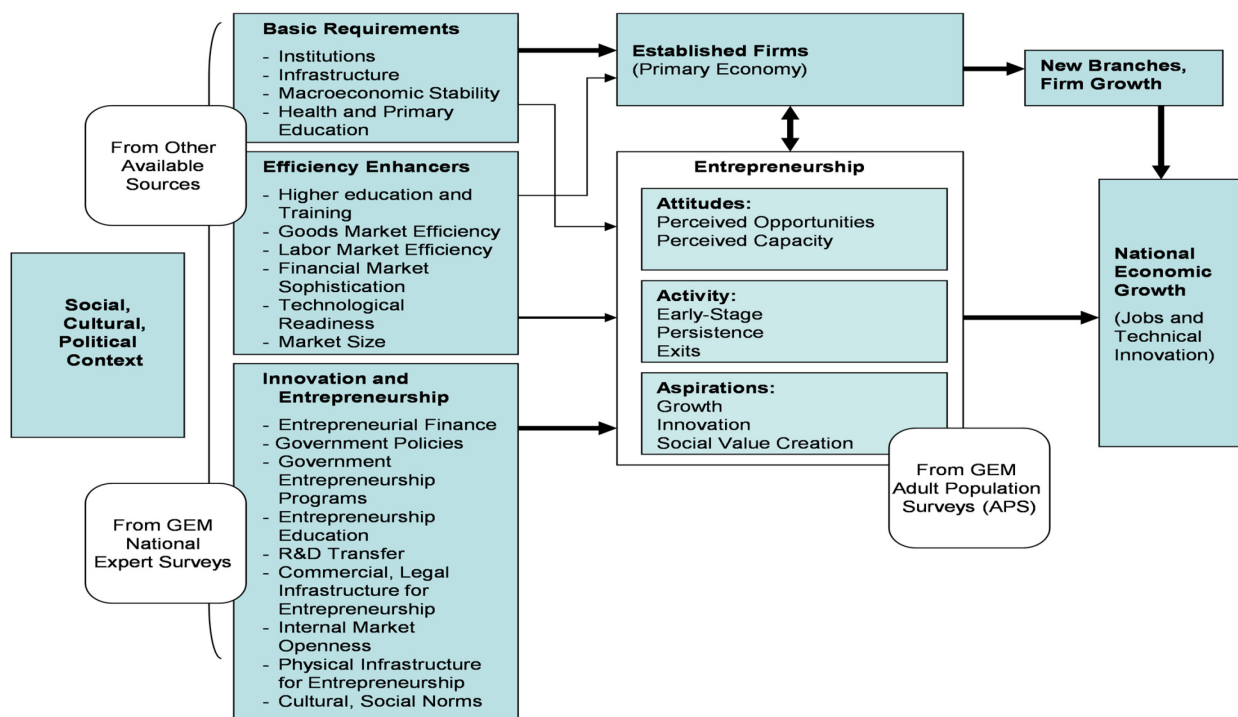 Basic Requirements
- Institutions
- Infrastructure
- Macroeconomic Stability
- Health and Primary
Education
Established Firms
(Primary Economy)
New Branches,
Firm Growth
From Other
Available
Sources
Efficiency Enhancers
- Higher education and
Training
- Goods Market Efficiency
- Labor Market Efficiency
- Financial Market
Sophistication
- Technological
Readiness
- Market Size
Entrepreneurship
Attitudes:
Perceived Opportunities
Perceived Capacity
Activity:
Early-Stage
Persistence
Exits
Aspirations:
Growth
Innovation
Social Value Creation
National
Economic
Growth
(Jobs and
Technical
Innovation)
Social,
Cultural,
Political
Context
Innovation and
Entrepreneurship
- Entrepreneurial Finance
- Government Policies
- Government
Entrepreneurship
Programs
- Entrepreneurship
Education
- R&D Transfer
- Commercial, Legal
Infrastructure for
Entrepreneurship
- Internal Market
Openness
- Physical Infrastructure
for Entrepreneurship
- Cultural, Social Norms
From GEM
National
Expert Surveys
From GEM
Adult Population
Surveys (APS)